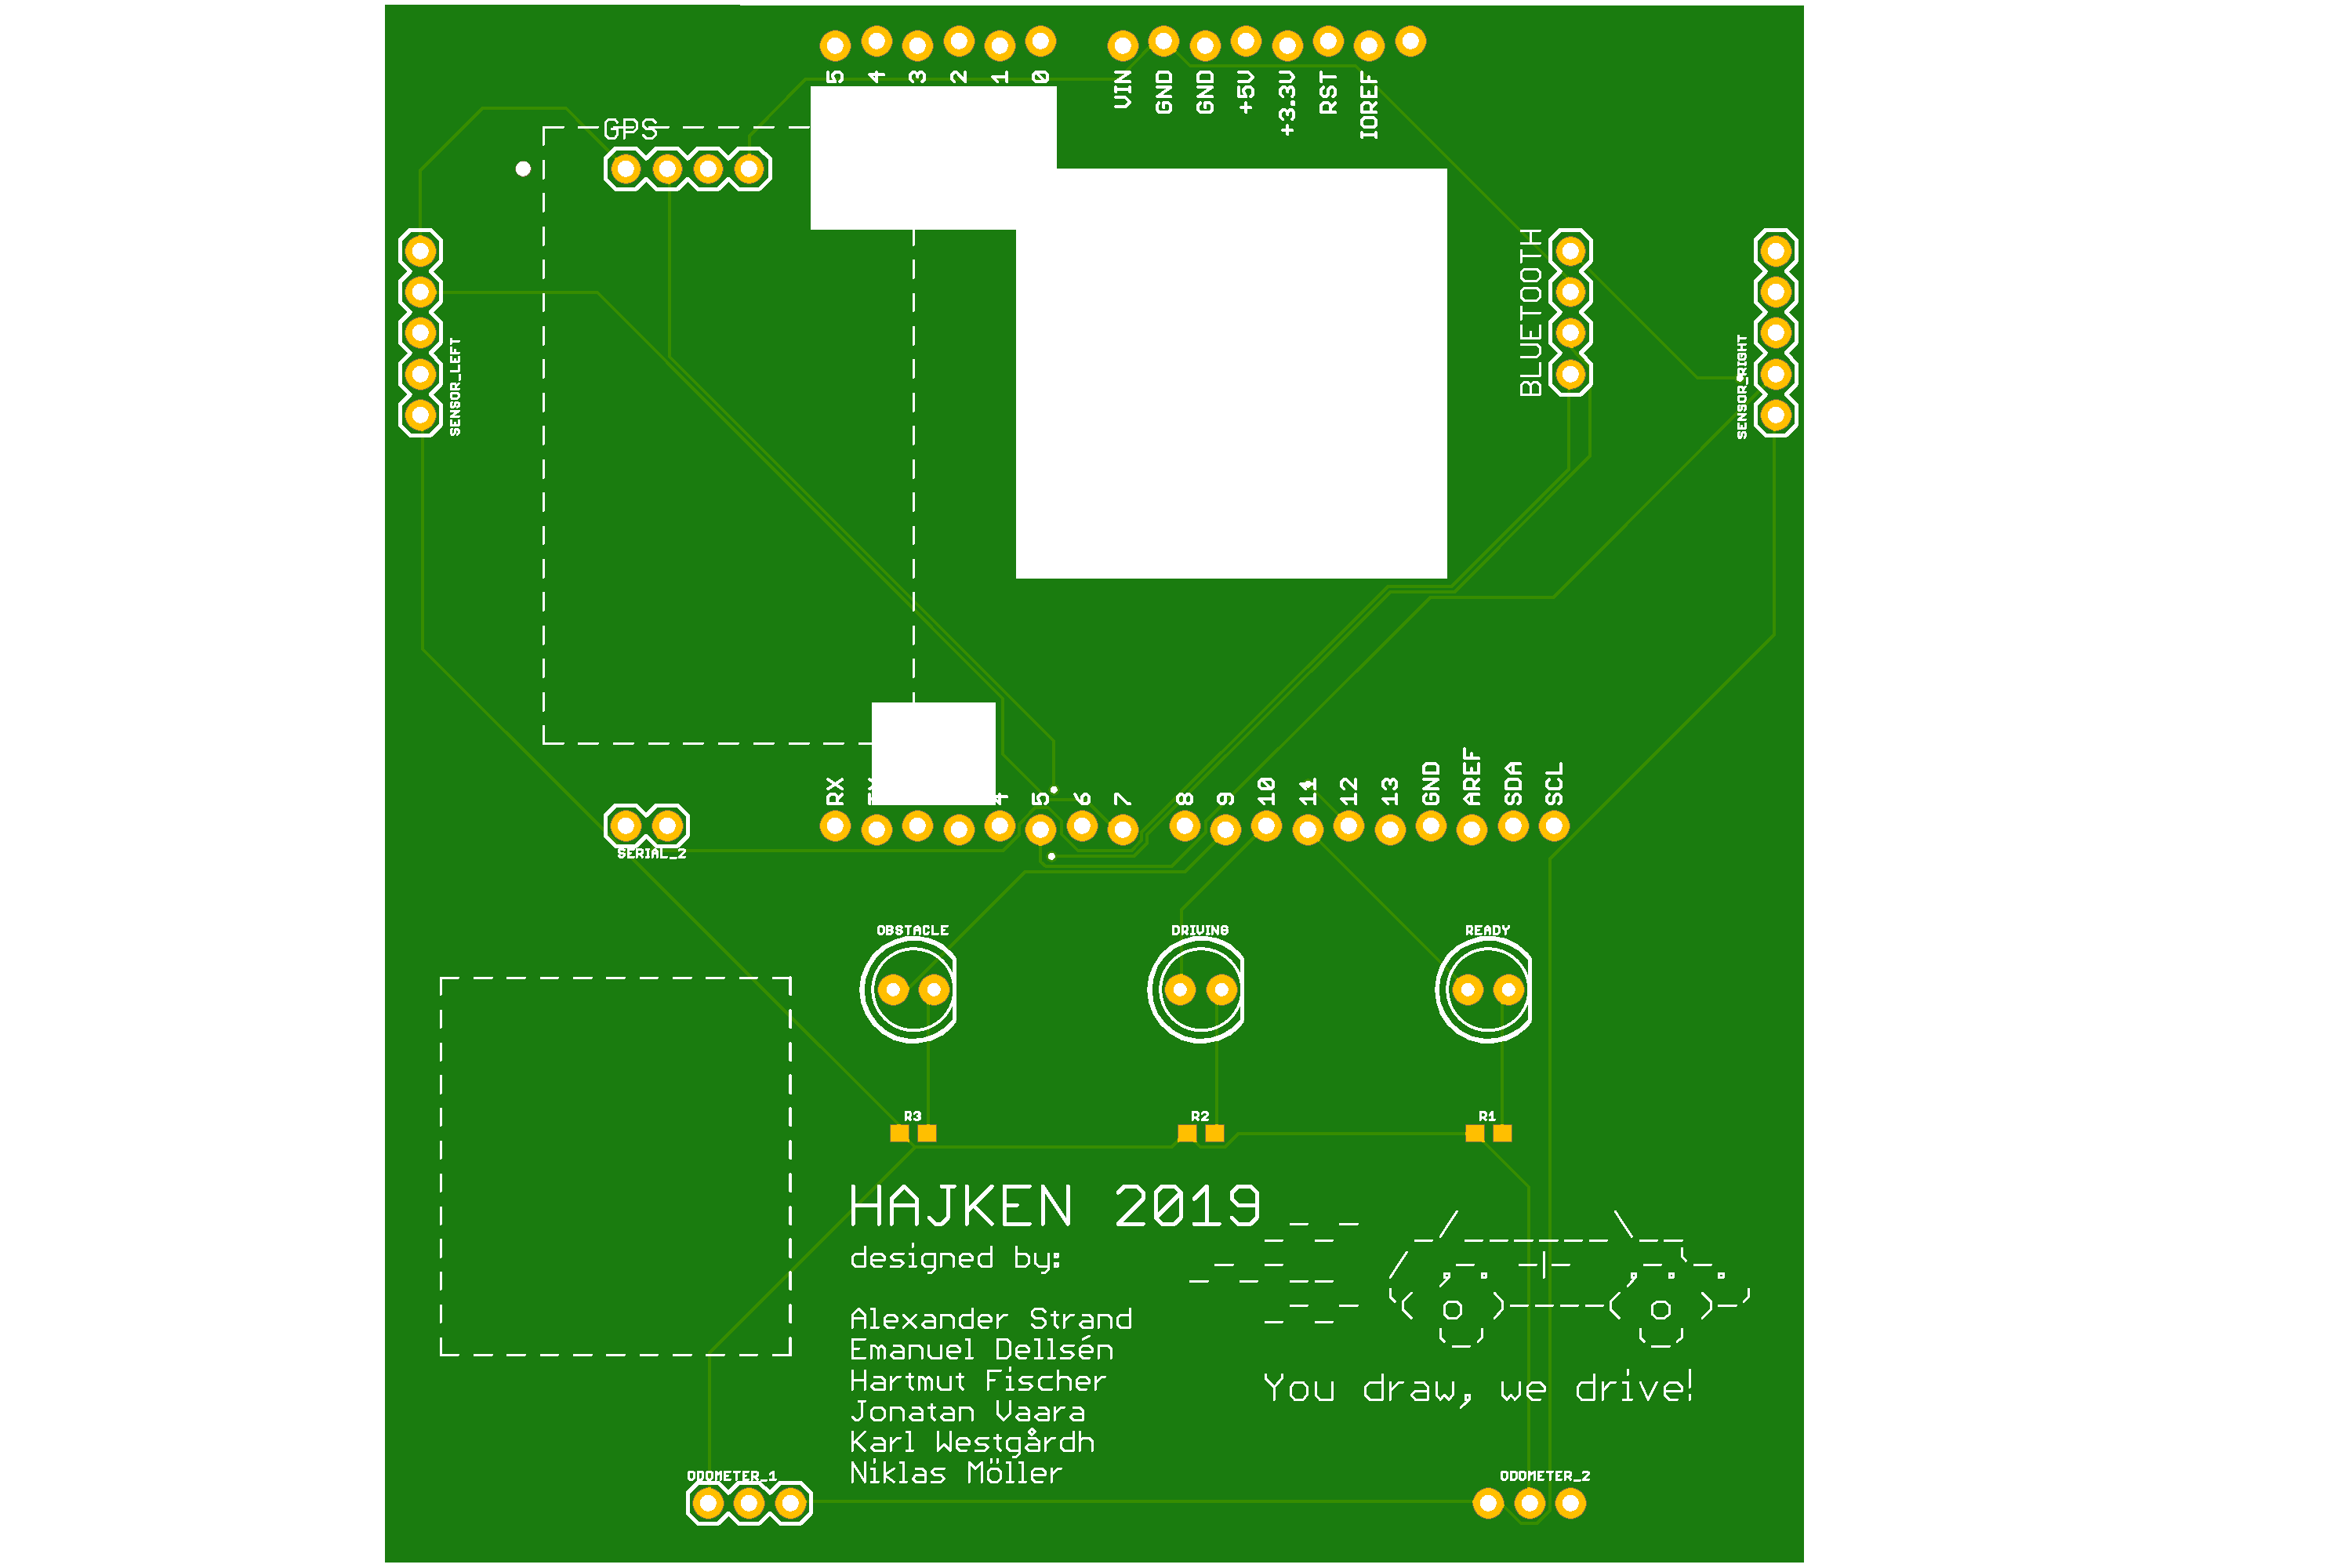 5 4 3 2 1 0 VIN GND GND +5V +3.3V RST IOREF
GPS
BLUETOOTH
SENSOR_LEFT
SENSOR_RIGHT
RX 4 5 6 7 8 9 10 11 12 13 GND AREF SDA SCL
SERIAL_2
OBSTACLE DRIVING READY
R3 R2 R1
HAJKEN 2019
designed by:
Alexander Strand
Emanuel Dellsén
Hartmut Fischer
Jonatan Vaara
Karl Westgårdh
Niklas Möller
You draw, we drive!
ODOMETER_1 ODOMETER_2